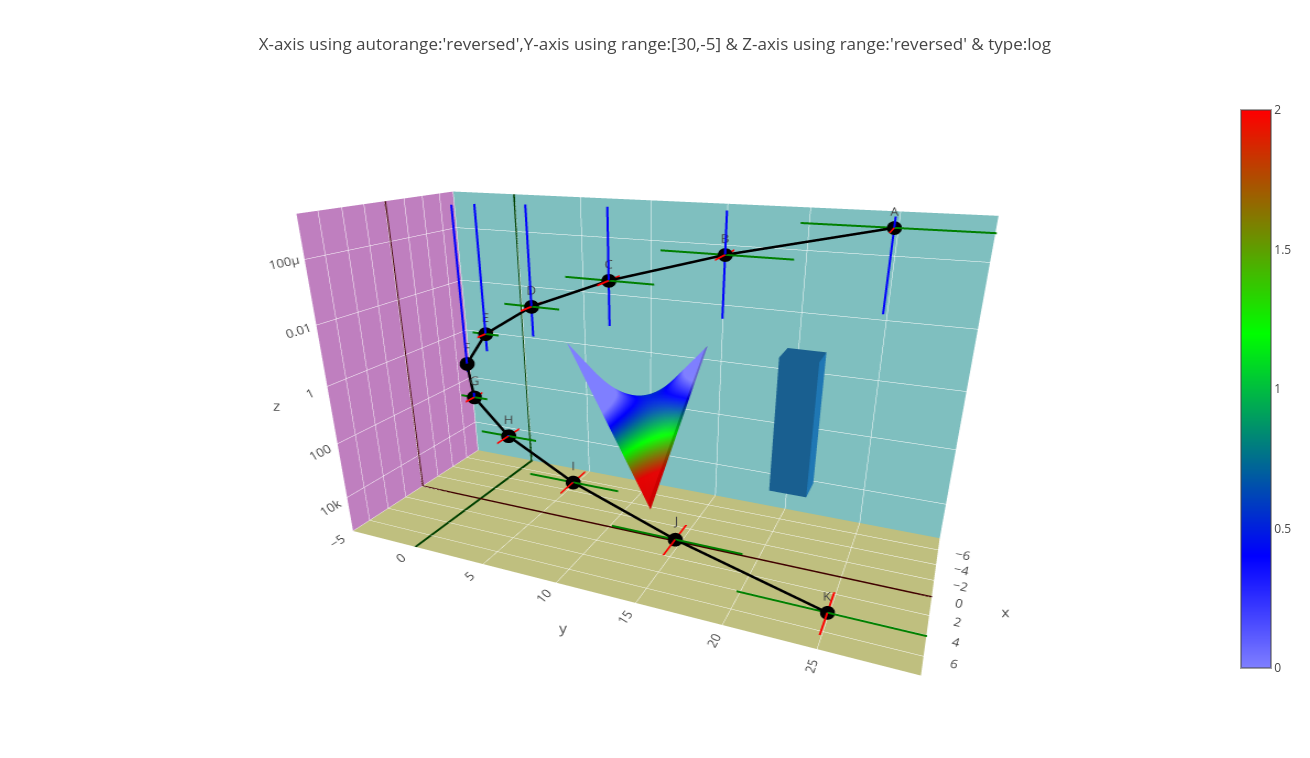 X-axis using autorange:'reversed',Y-axis using range:[30,-5] & Z-axis using range:'reversed' & type:log
2
1.5
1
0.5
0
A
B
C
D
E
F
G
H
I
J
K
100μ
0.01
1
100
10k
z
−5
0
5
10
15
20
25
y
−6
−4
−2
0
2
4
6
x